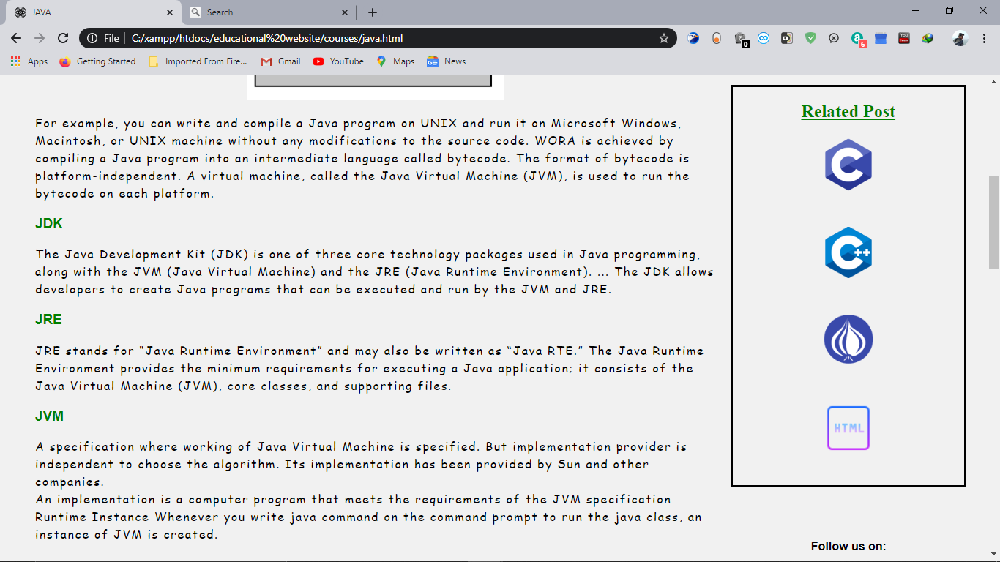 JAVA
Search
File
C:/xampp/htdocs/educational%20website/courses/java.html
0
6
You
Apps
Getting Started
Imported From Fire...
Gmail
YouTube
Maps
News
For example, you can write and compile a Java program on UNIX and run it on Microsoft Windows,
Macintosh, or UNIX machine without any modifications to the source code. WORA is achieved by
compiling a Java program into an intermediate language called bytecode. The format of bytecode is
platform-independent. A virtual machine, called the Java Virtual Machine (JVM), is used to run the
bytecode on each platform.
JDK
The Java Development Kit (JDK) is one of three core technology packages used in Java programming,
along with the JVM (Java Virtual Machine) and the JRE (Java Runtime Environment). ... The JDK allows
developers to create Java programs that can be executed and run by the JVM and JRE.
JRE
JRE stands for “Java Runtime Environment” and may also be written as “Java RTE.” The Java Runtime
Environment provides the minimum requirements for executing a Java application; it consists of the
Java Virtual Machine (JVM), core classes, and supporting files.
JVM
A specification where working of Java Virtual Machine is specified. But implementation provider is
independent to choose the algorithm. Its implementation has been provided by Sun and other
companies.
An implementation is a computer program that meets the requirements of the JVM specification
Runtime Instance Whenever you write java command on the command prompt to run the java class, an
instance of JVM is created.
Related Post
C
C++
HTML
Follow us on: